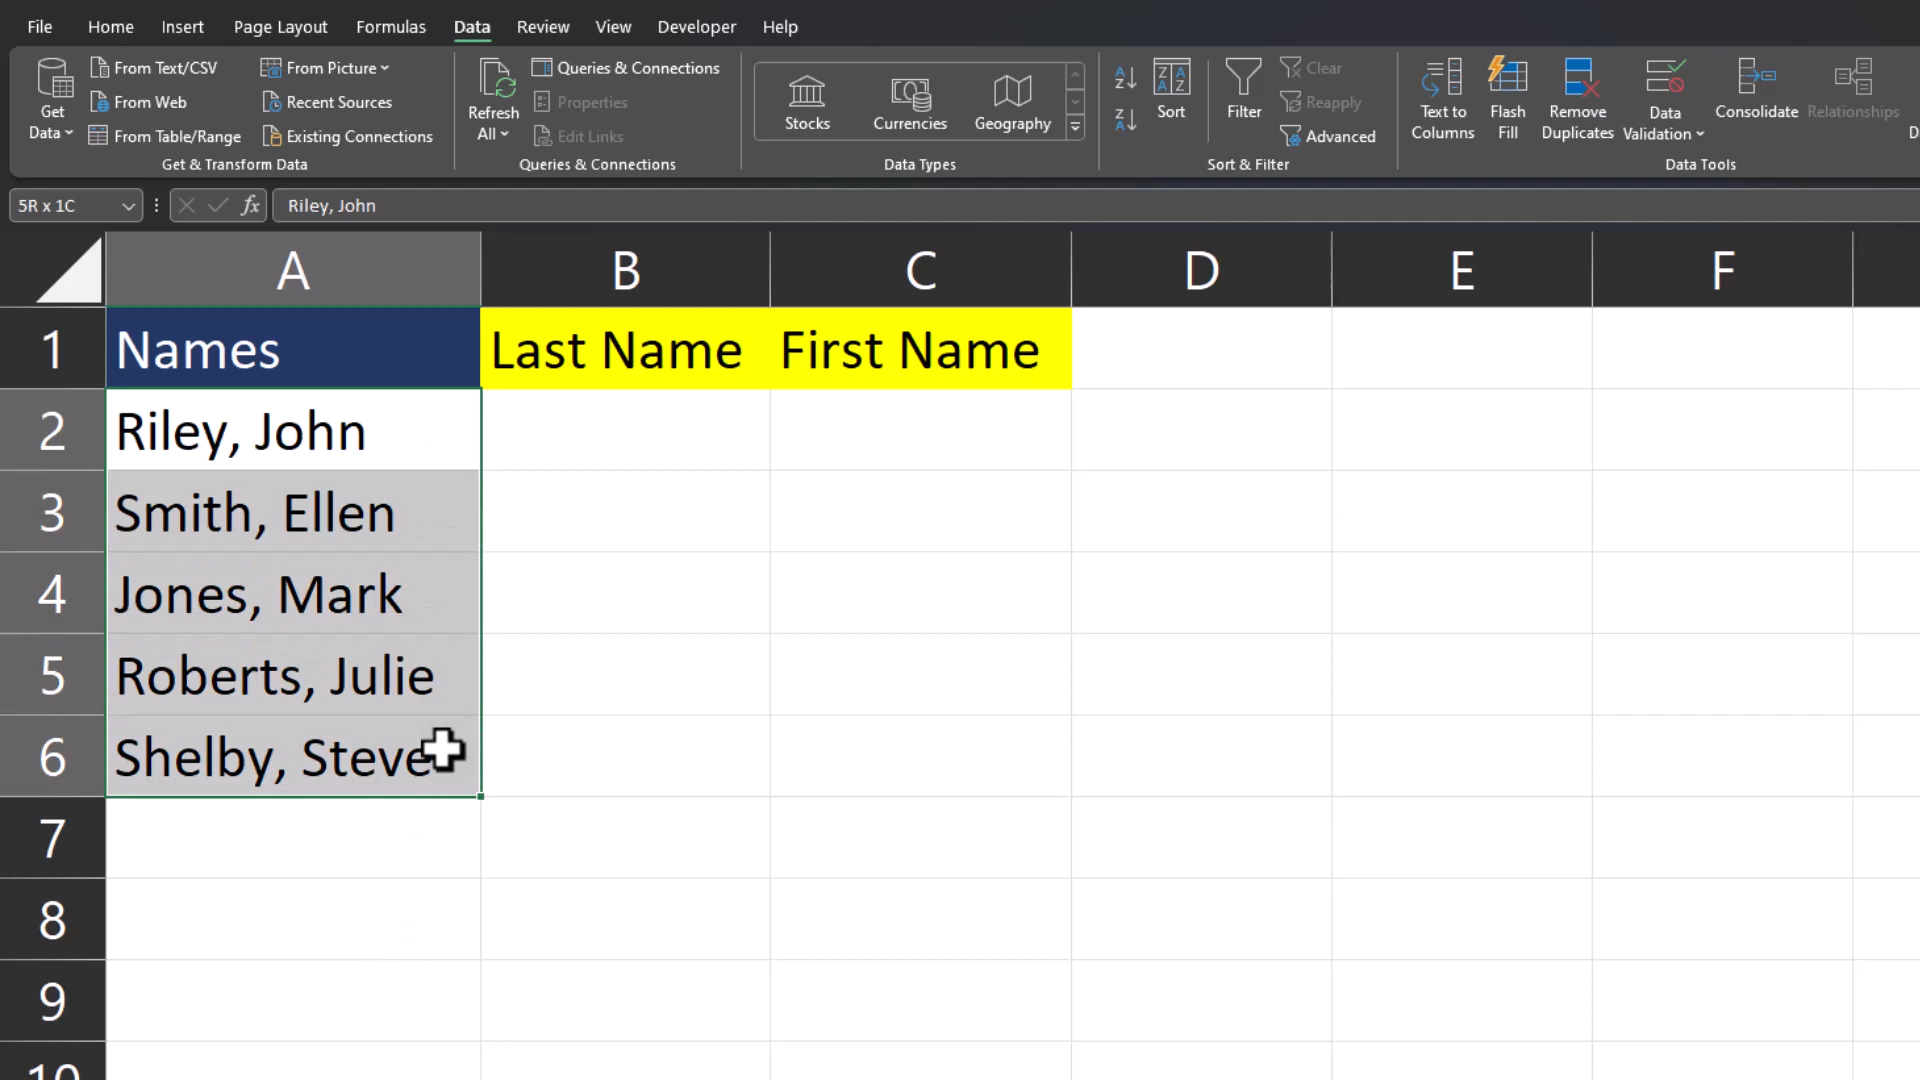 File Home Insert Page Layout Formulas Data Review View Developer Help
Get Data
From Text/CSV
From Web
From Table/Range
From Picture
Recent Sources
Existing Connections
Get & Transform Data
Refresh All
Queries & Connections
Properties
Edit Links
Queries & Connections
Stocks Currencies Geography
Data Types
Sort
Filter
Clear
Reapply
Advanced
Sort & Filter
Text to Columns
Flash Fill
Remove Duplicates
Data Validation
Consolidate
Relationships
Data Tools
5R x 1C fx Riley, John
A B C D E F
1 Names Last Name First Name
2 Riley, John
3 Smith, Ellen
4 Jones, Mark
5 Roberts, Julie
6 Shelby, Steve
7
8
9
10